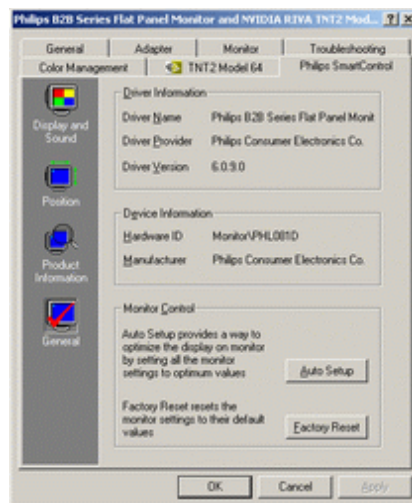 Philips B2B Series Flat Panel Monitor and NVIDIA RIVA TNT2 Mod...
General
Adapter
Monitor
Troubleshooting
Color Management
TNT2 Model 64
Philips SmartControl
Display and Sound
Position
Product Information
General
Driver Information
Driver Name
Philips B2B Series Flat Panel Monit
Driver Provider
Philips Consumer Electronics Co.
Driver Version
6.0.9.0
Device Information
Hardware ID
Monitor\PHL081D
Manufacturer
Philips Consumer Electronics Co.
Monitor Control
Auto Setup provides a way to
optimize the display on monitor
by setting all the monitor
settings to optimum values
Auto Setup
Factory Reset resets the
monitor settings to their default
values
Factory Reset
OK
Cancel
Apply